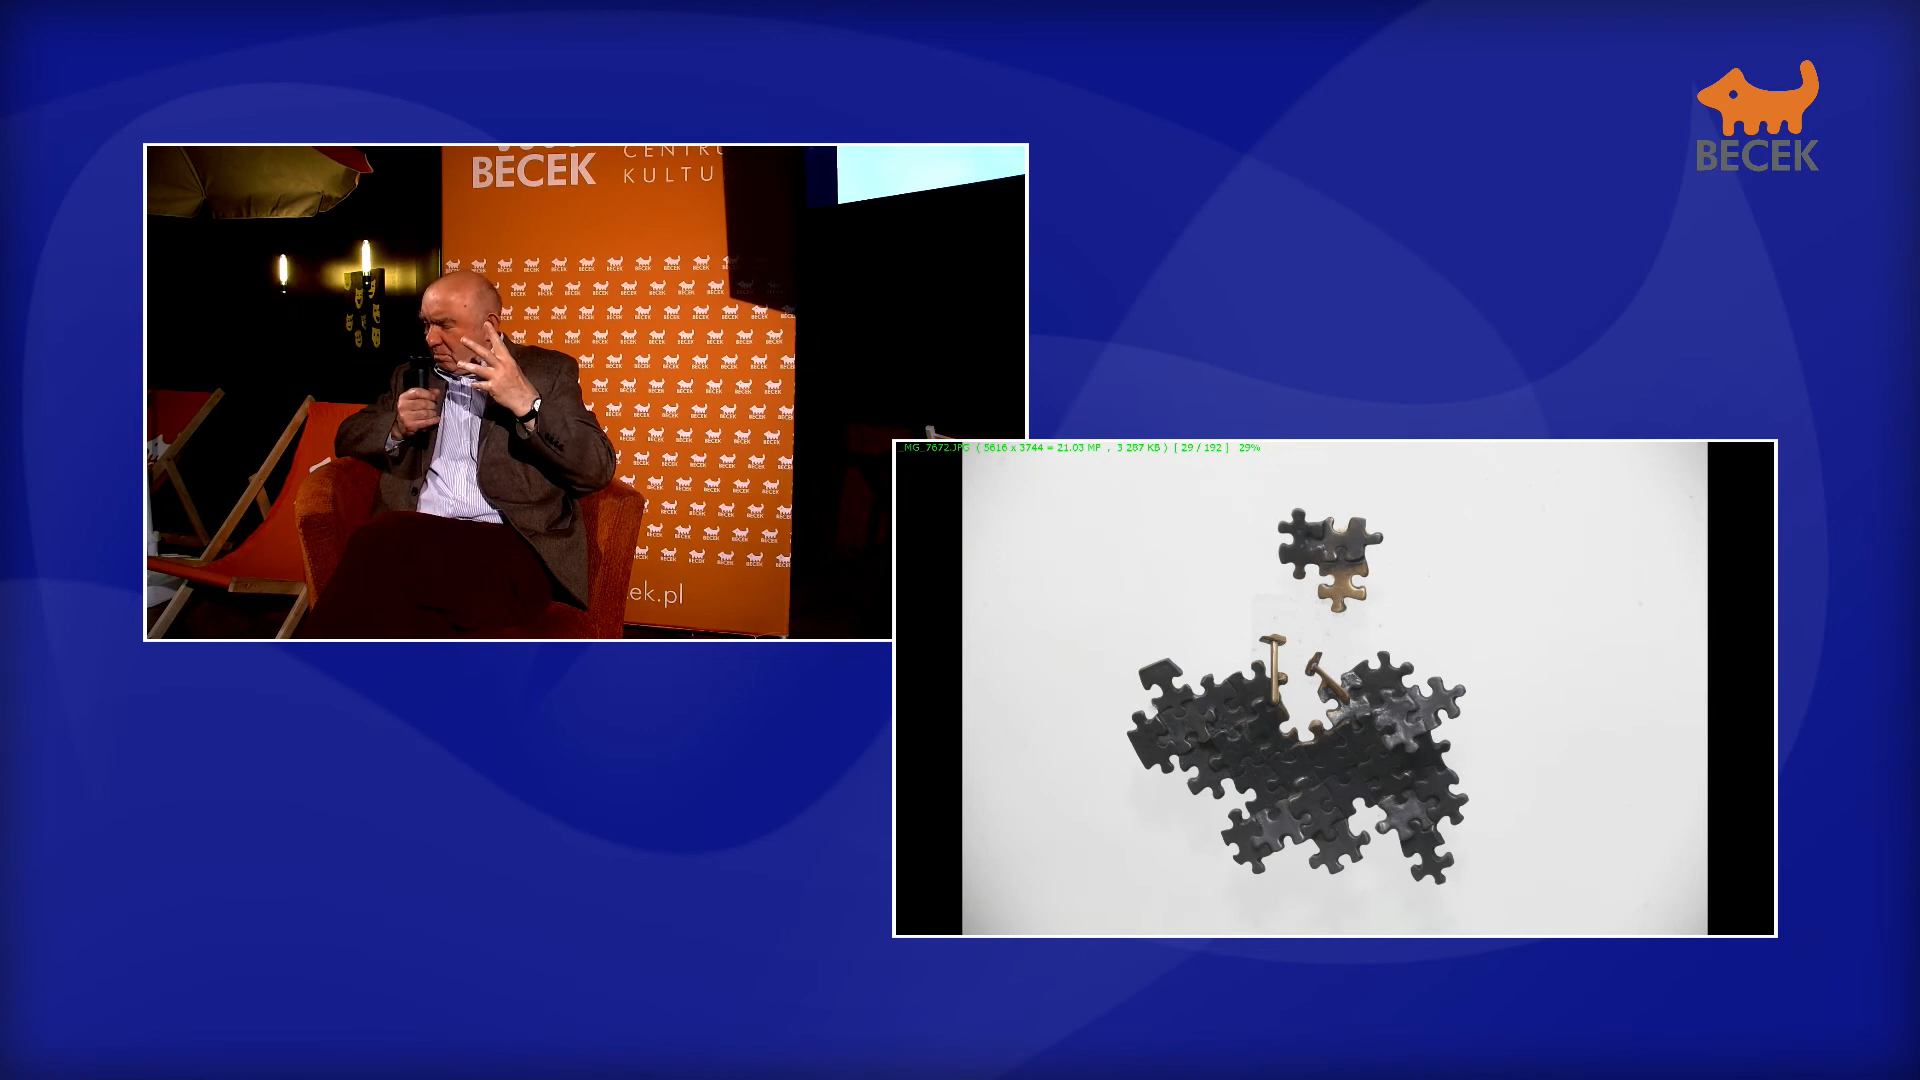 BECEK
BECEK
CENTRU
KULTU
ek.pl
_MG_7672.JPG ( 5616 x 3744 = 21.03 MP , 3 287 KB ) [ 29 / 192 ] 29%